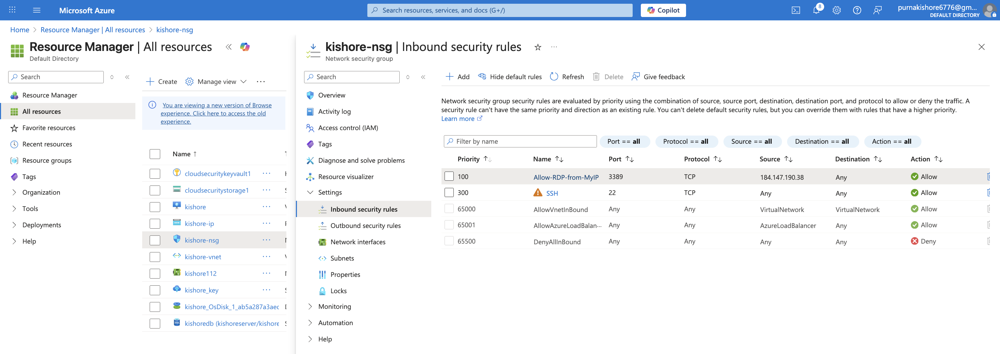 Microsoft Azure
Search resources, services, and docs (G+/)
Copilot
8
purnakishore6776@gm...
DEFAULT DIRECTORY
Home > Resource Manager | All resources > kishore-nsg
Resource Manager | All resources
Default Directory
Search
Resource Manager
All resources
Favorite resources
Recent resources
Resource groups
Tags
Organization
Tools
Deployments
Help
Create
Manage view
You are viewing a new version of Browse
experience. Click here to access the old
experience.
Name ↑
cloudsecuritykeyvault1
cloudsecuritystorage1
kishore
kishore-ip
kishore-nsg
kishore-vnet
kishore112
kishore_key
kishore_OsDisk_1_ab5a287a3aec
kishoredb (kishoreserver/kishore
kishore-nsg | Inbound security rules
Network security group
Search
Overview
Activity log
Access control (IAM)
Tags
Diagnose and solve problems
Resource visualizer
Settings
Inbound security rules
Outbound security rules
Network interfaces
Subnets
Properties
Locks
Monitoring
Automation
Help
Add Hide default rules Refresh Delete Give feedback
Network security group security rules are evaluated by priority using the combination of source, source port, destination, destination port, and protocol to allow or deny the traffic. A
security rule can't have the same priority and direction as an existing rule. You can't delete default security rules, but you can override them with rules that have a higher priority.
Learn more
Filter by name Port == all Protocol == all Source == all Destination == all Action == all
Priority ↑↓ Name ↑↓ Port ↑↓ Protocol ↑↓ Source ↑↓ Destination ↑↓ Action ↑↓
100 Allow-RDP-from-MyIP 3389 TCP 184.147.190.38 Any Allow
300 SSH 22 TCP Any Any Allow
65000 AllowVnetInBound Any Any VirtualNetwork VirtualNetwork Allow
65001 AllowAzureLoadBalan... Any Any AzureLoadBalancer Any Allow
65500 DenyAllInBound Any Any Any Any Deny